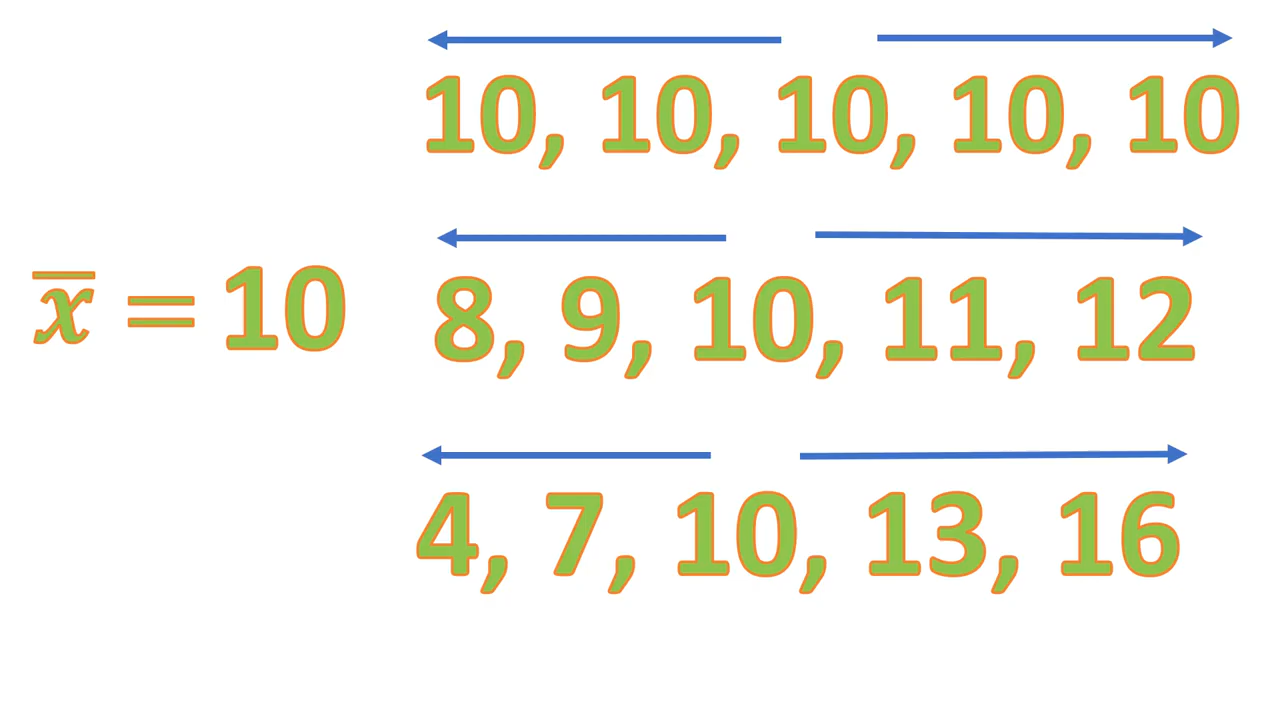 10, 10, 10, 10, 10
x̅ = 10
8, 9, 10, 11, 12
4, 7, 10, 13, 16